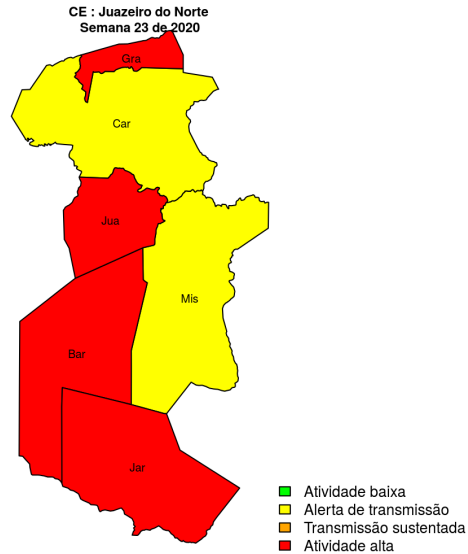 CE : Juazeiro do Norte
Semana 23 de 2020
Gra
Car
Jua
Mis
Bar
Jar
Atividade baixa
Alerta de transmissão
Transmissão sustentada
Atividade alta